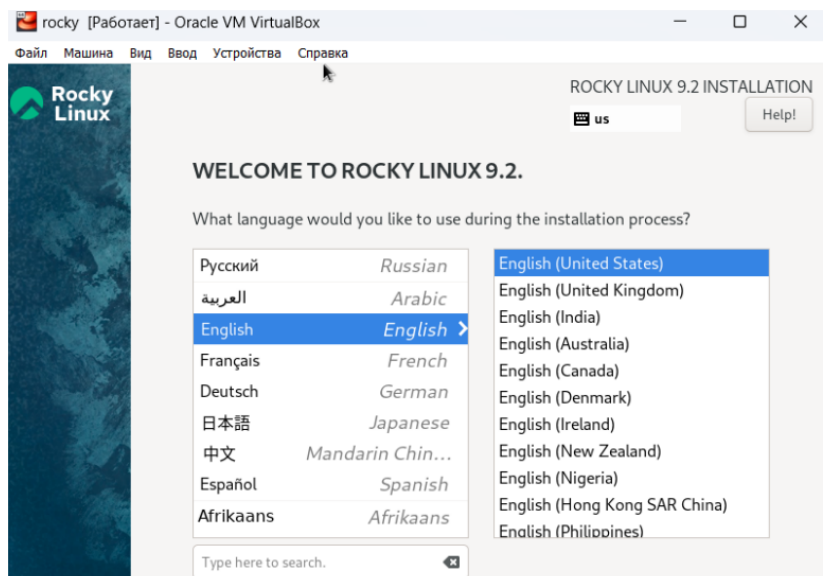 rocky [Работает] - Oracle VM VirtualBox
Файл Машина Вид Ввод Устройства Справка
Rocky
Linux
ROCKY LINUX 9.2 INSTALLATION
us
Help!
WELCOME TO ROCKY LINUX 9.2.
What language would you like to use during the installation process?
Русский Russian
العربية Arabic
English English
Français French
Deutsch German
日本語 Japanese
中文 Mandarin Chin...
Español Spanish
Afrikaans Afrikaans
Type here to search.
English (United States)
English (United Kingdom)
English (India)
English (Australia)
English (Canada)
English (Denmark)
English (Ireland)
English (New Zealand)
English (Nigeria)
English (Hong Kong SAR China)
English (Philippines)